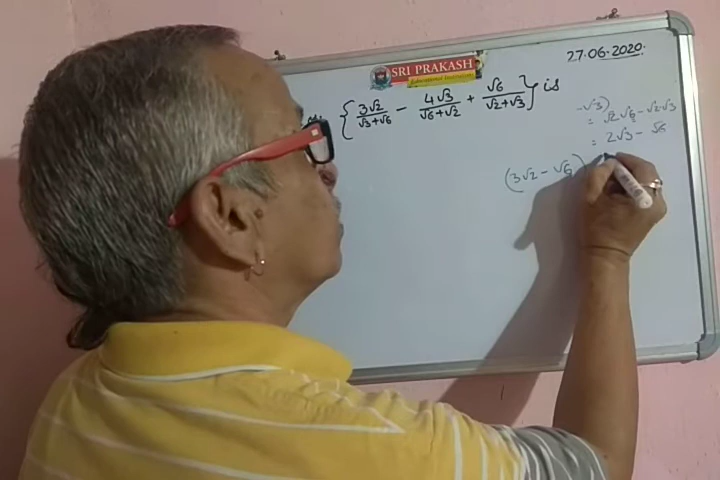 27.06.2020.
SRI PRAKASH
Educational Institutions
{ 3√2/√3+√6 − 4√3/√6+√2 + √6/√2+√3 } is
-√3)
= √2√6 - √2√3
= 2√3 - √6
(3√2 - √6)